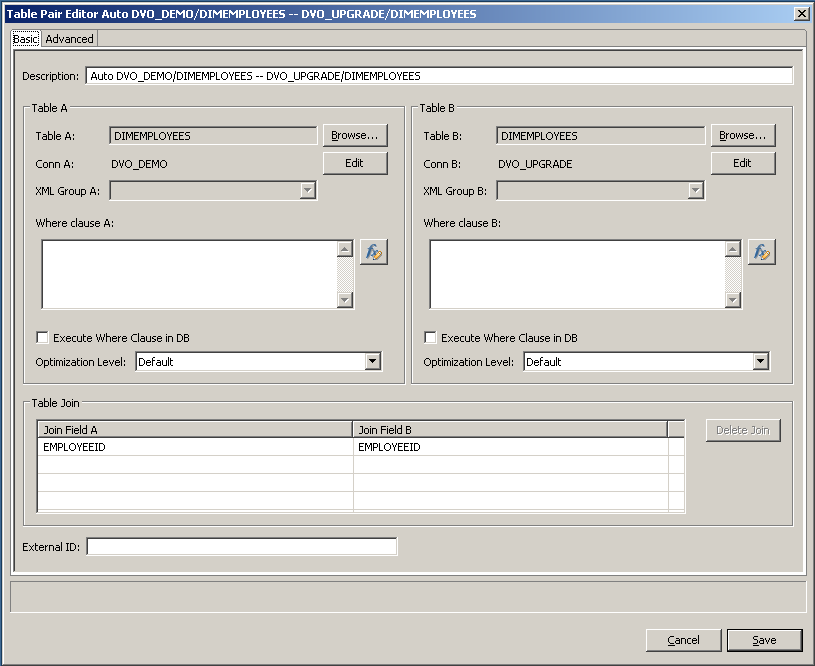 Table Pair Editor Auto DVO_DEMO/DIMEMPLOYEES -- DVO_UPGRADE/DIMEMPLOYEES
Basic Advanced
Description: Auto DVO_DEMO/DIMEMPLOYEES -- DVO_UPGRADE/DIMEMPLOYEES
Table A
Table A: DIMEMPLOYEES Browse...
Conn A: DVO_DEMO Edit
XML Group A:
Where clause A:
Execute Where Clause in DB
Optimization Level: Default
Table B
Table B: DIMEMPLOYEES Browse...
Conn B: DVO_UPGRADE Edit
XML Group B:
Where clause B:
Execute Where Clause in DB
Optimization Level: Default
Table Join
Join Field A Join Field B
EMPLOYEEID EMPLOYEEID
Delete Join
External ID:
Cancel Save